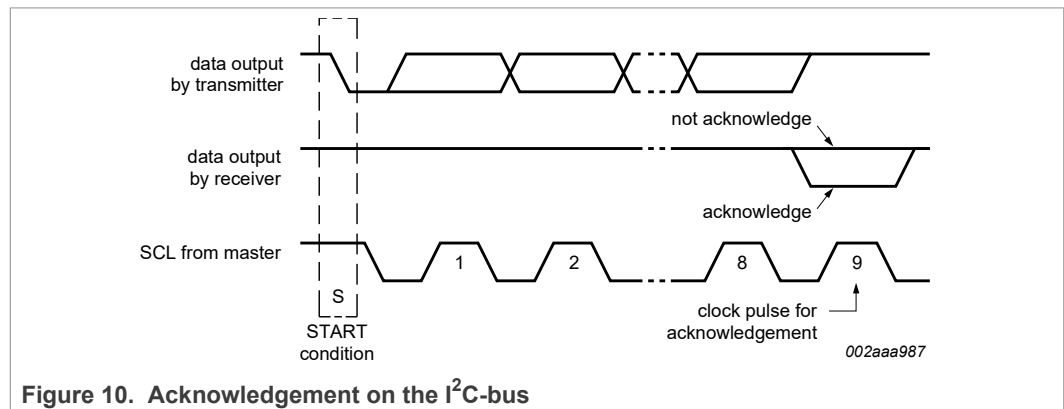 data output
by transmitter
not acknowledge
data output
by receiver
acknowledge
SCL from master
1
2
8
9
S
START
condition
clock pulse for
acknowledgement
002aaa987
Figure 10. Acknowledgement on the I²C-bus